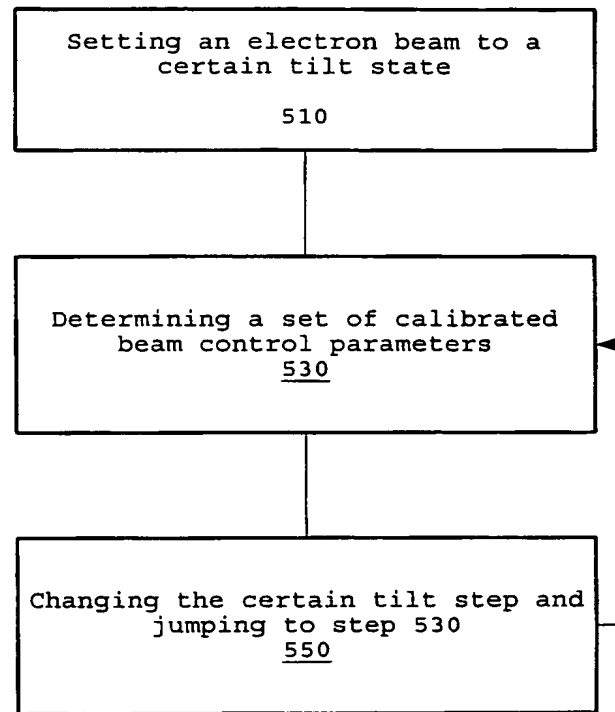 Setting an electron beam to a
certain tilt state
510
Determining a set of calibrated
beam control parameters
530
Changing the certain tilt step and
jumping to step 530
550